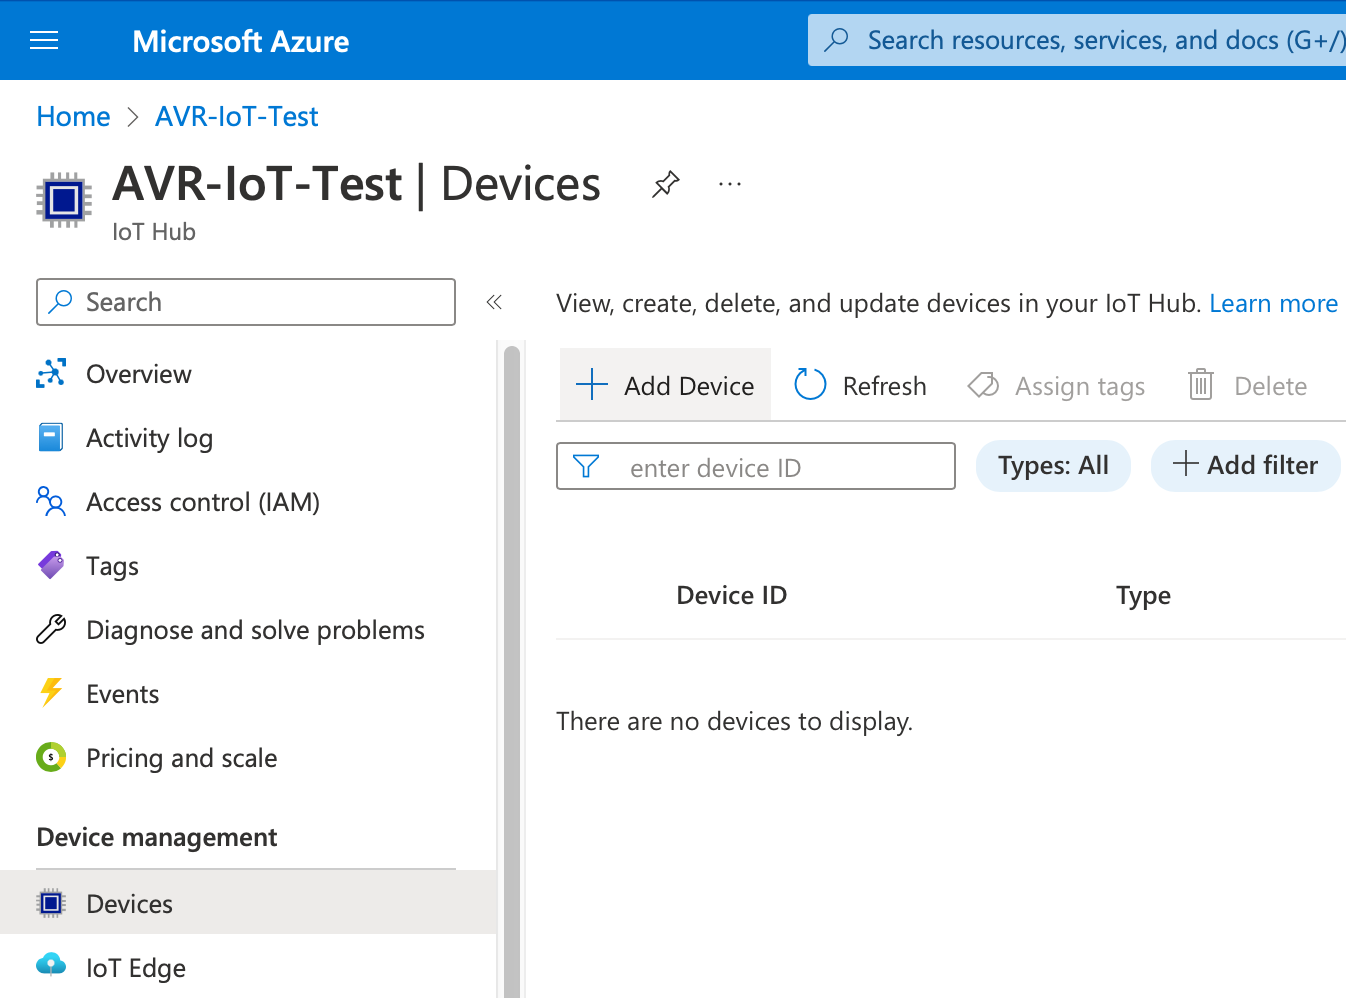 Microsoft Azure
Search resources, services, and docs (G+/)
Home > AVR-IoT-Test
AVR-IoT-Test | Devices
IoT Hub
Search
Overview
Activity log
Access control (IAM)
Tags
Diagnose and solve problems
Events
Pricing and scale
Device management
Devices
IoT Edge
View, create, delete, and update devices in your IoT Hub. Learn more
Add Device Refresh Assign tags Delete
enter device ID Types: All Add filter
Device ID Type
There are no devices to display.